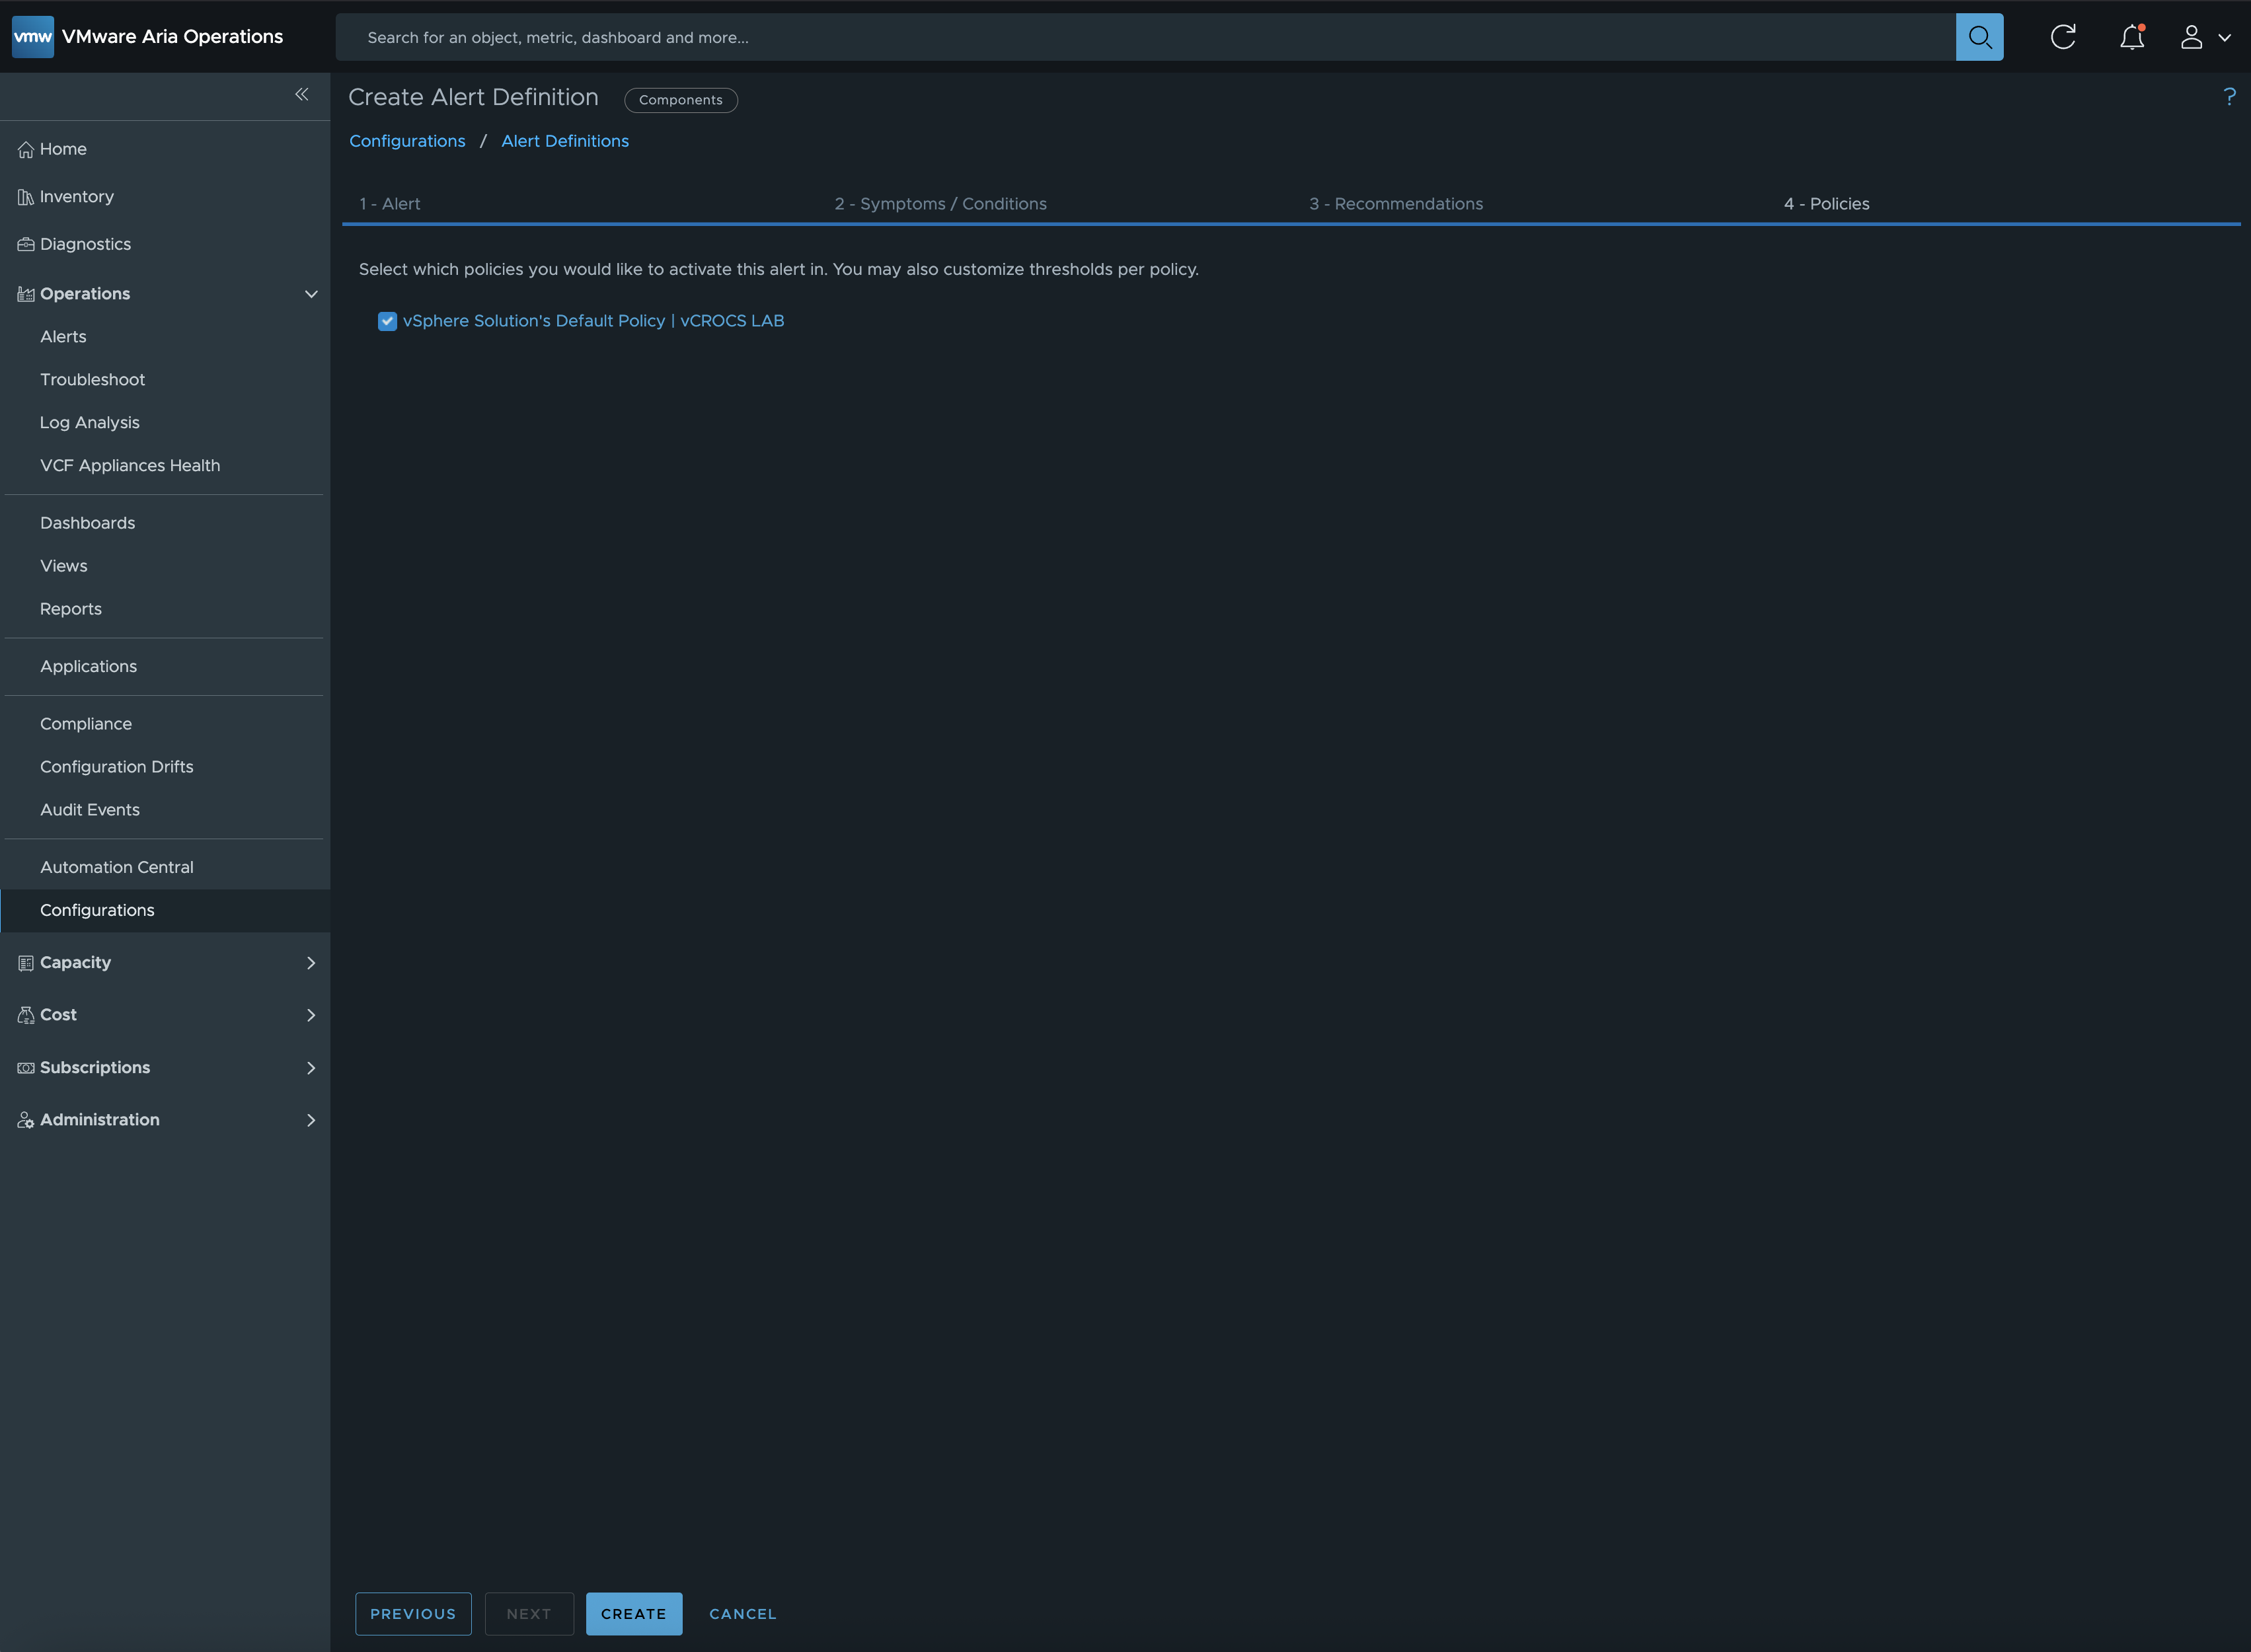 vmw VMware Aria Operations
Search for an object, metric, dashboard and more...
Create Alert Definition
Components
?
Configurations / Alert Definitions
1 - Alert
2 - Symptoms / Conditions
3 - Recommendations
4 - Policies
Select which policies you would like to activate this alert in. You may also customize thresholds per policy.
vSphere Solution's Default Policy | vCROCS LAB
Home
Inventory
Diagnostics
Operations
Alerts
Troubleshoot
Log Analysis
VCF Appliances Health
Dashboards
Views
Reports
Applications
Compliance
Configuration Drifts
Audit Events
Automation Central
Configurations
Capacity
Cost
Subscriptions
Administration
PREVIOUS
NEXT
CREATE
CANCEL